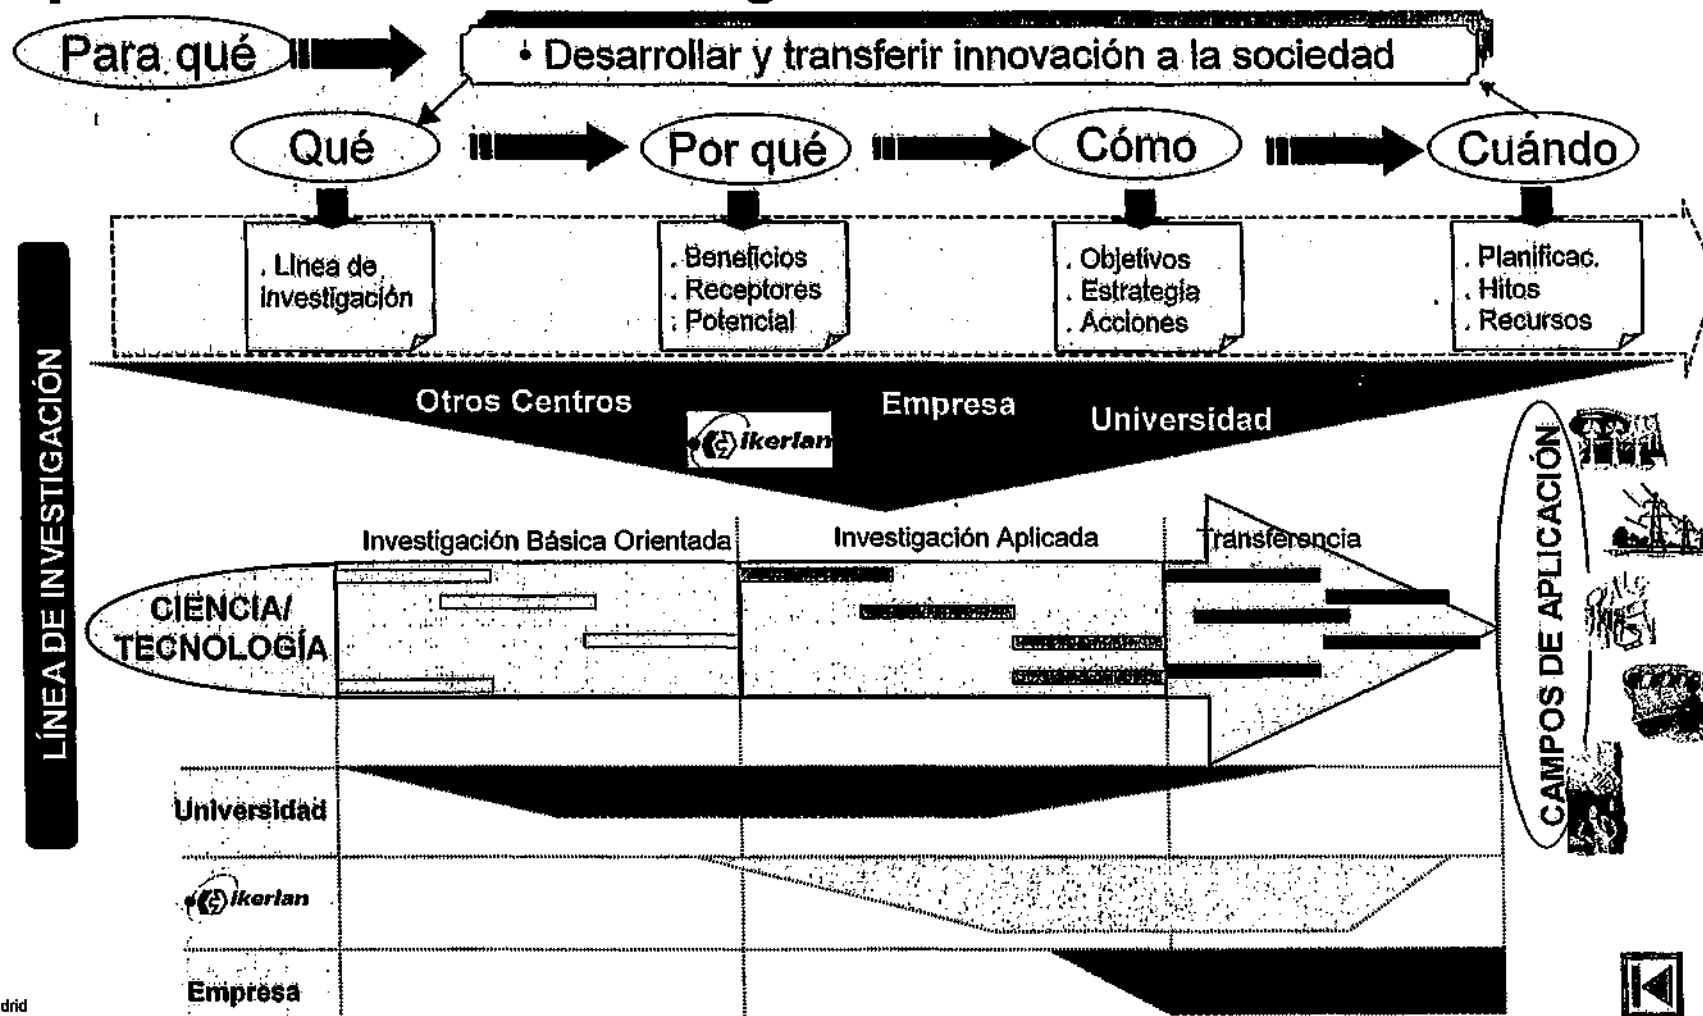 Para qué
• Desarrollar y transferir innovación a la sociedad
Qué
Por qué
Cómo
Cuándo
. Línea de
investigación
. Beneficios
. Receptores
. Potencial
. Objetivos
. Estrategia
. Acciones
. Planificac.
. Hitos
. Recursos
LÍNEA DE INVESTIGACIÓN
Otros Centros
ikerlan
Empresa
Universidad
CAMPOS DE APLICACIÓN
Investigación Básica Orientada
Investigación Aplicada
Transferencia
CIENCIA/
TECNOLOGÍA
Universidad
ikerlan
Empresa
drid